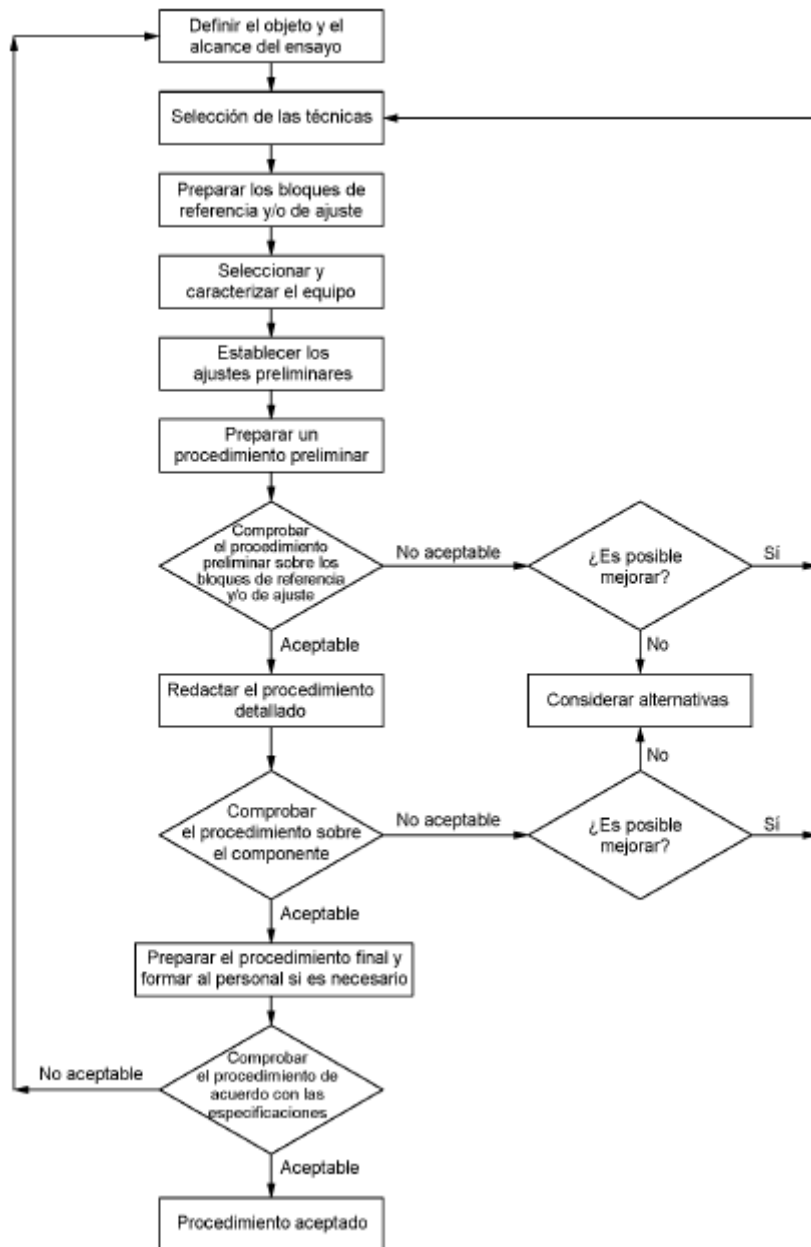 Definir el objeto y el
alcance del ensayo
Selección de las técnicas
Preparar los bloques de
referencia y/o de ajuste
Seleccionar y
caracterizar el equipo
Establecer los
ajustes preliminares
Preparar un
procedimiento preliminar
Comprobar
el procedimiento
preliminar sobre los
bloques de referencia
y/o de ajuste
No aceptable
¿Es posible
mejorar?
Sí
Aceptable
No
Redactar el procedimiento
detallado
Considerar alternativas
No
Comprobar
el procedimiento sobre
el componente
No aceptable
¿Es posible
mejorar?
Sí
Aceptable
Preparar el procedimiento final y
formar al personal si es necesario
Comprobar
el procedimiento de
acuerdo con las
especificaciones
No aceptable
Aceptable
Procedimiento aceptado